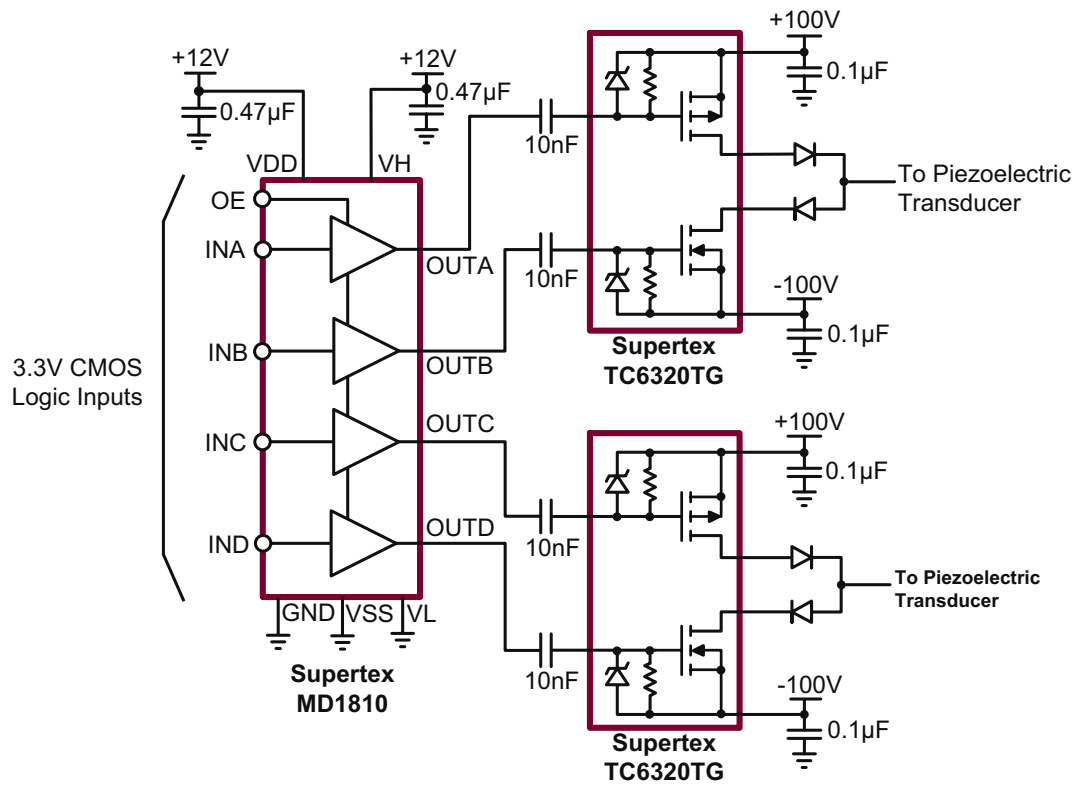 +100V
0.1µF
+12V
0.47µF
+12V
0.47µF
10nF
VDD
VH
To Piezoelectric
Transducer
OE
INA
OUTA
10nF
-100V
0.1µF
Supertex
TC6320TG
INB
OUTB
3.3V CMOS
Logic Inputs
INC
OUTC
+100V
0.1µF
IND
OUTD
10nF
To Piezoelectric
Transducer
GND
VSS
VL
Supertex
MD1810
10nF
-100V
0.1µF
Supertex
TC6320TG